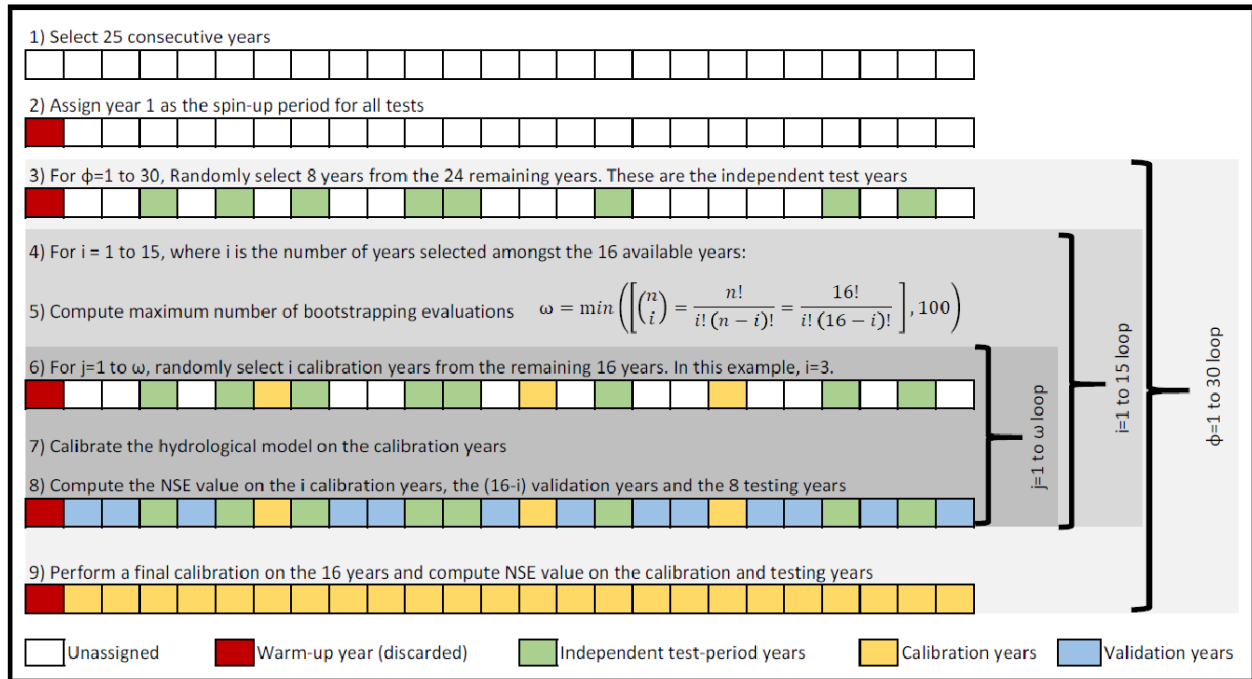 1) Select 25 consecutive years
2) Assign year 1 as the spin-up period for all tests
3) For ϕ=1 to 30, Randomly select 8 years from the 24 remaining years. These are the independent test years
4) For i = 1 to 15, where i is the number of years selected amongst the 16 available years:
5) Compute maximum number of bootstrapping evaluations ω = min([(n i) = n! / i! (n − i)! = 16! / i! (16 − i)!], 100)
6) For j=1 to ω, randomly select i calibration years from the remaining 16 years. In this example, i=3.
7) Calibrate the hydrological model on the calibration years
8) Compute the NSE value on the i calibration years, the (16-i) validation years and the 8 testing years
j=1 to ω loop
i=1 to 15 loop
ϕ=1 to 30 loop
9) Perform a final calibration on the 16 years and compute NSE value on the calibration and testing years
Unassigned
Warm-up year (discarded)
Independent test-period years
Calibration years
Validation years